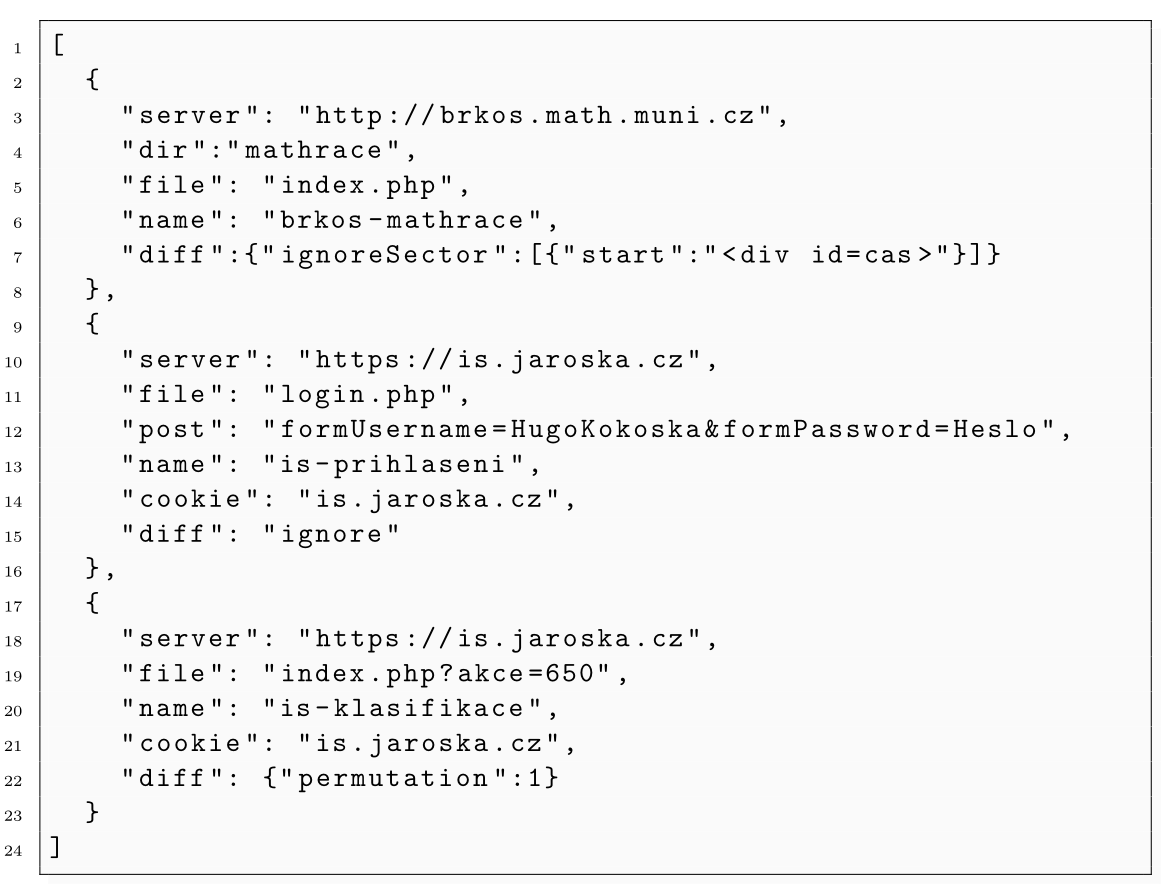 1 [
2 {
3 "server": "http://brkos.math.muni.cz",
4 "dir":"mathrace",
5 "file": "index.php",
6 "name": "brkos-mathrace",
7 "diff":{"ignoreSector":[{"start":"<div id=cas>"}]}
8 },
9 {
10 "server": "https://is.jaroska.cz",
11 "file": "login.php",
12 "post": "formUsername=HugoKokoska&formPassword=Heslo",
13 "name": "is-prihlaseni",
14 "cookie": "is.jaroska.cz",
15 "diff": "ignore"
16 },
17 {
18 "server": "https://is.jaroska.cz",
19 "file": "index.php?akce=650",
20 "name": "is-klasifikace",
21 "cookie": "is.jaroska.cz",
22 "diff": {"permutation":1}
23 }
24 ]